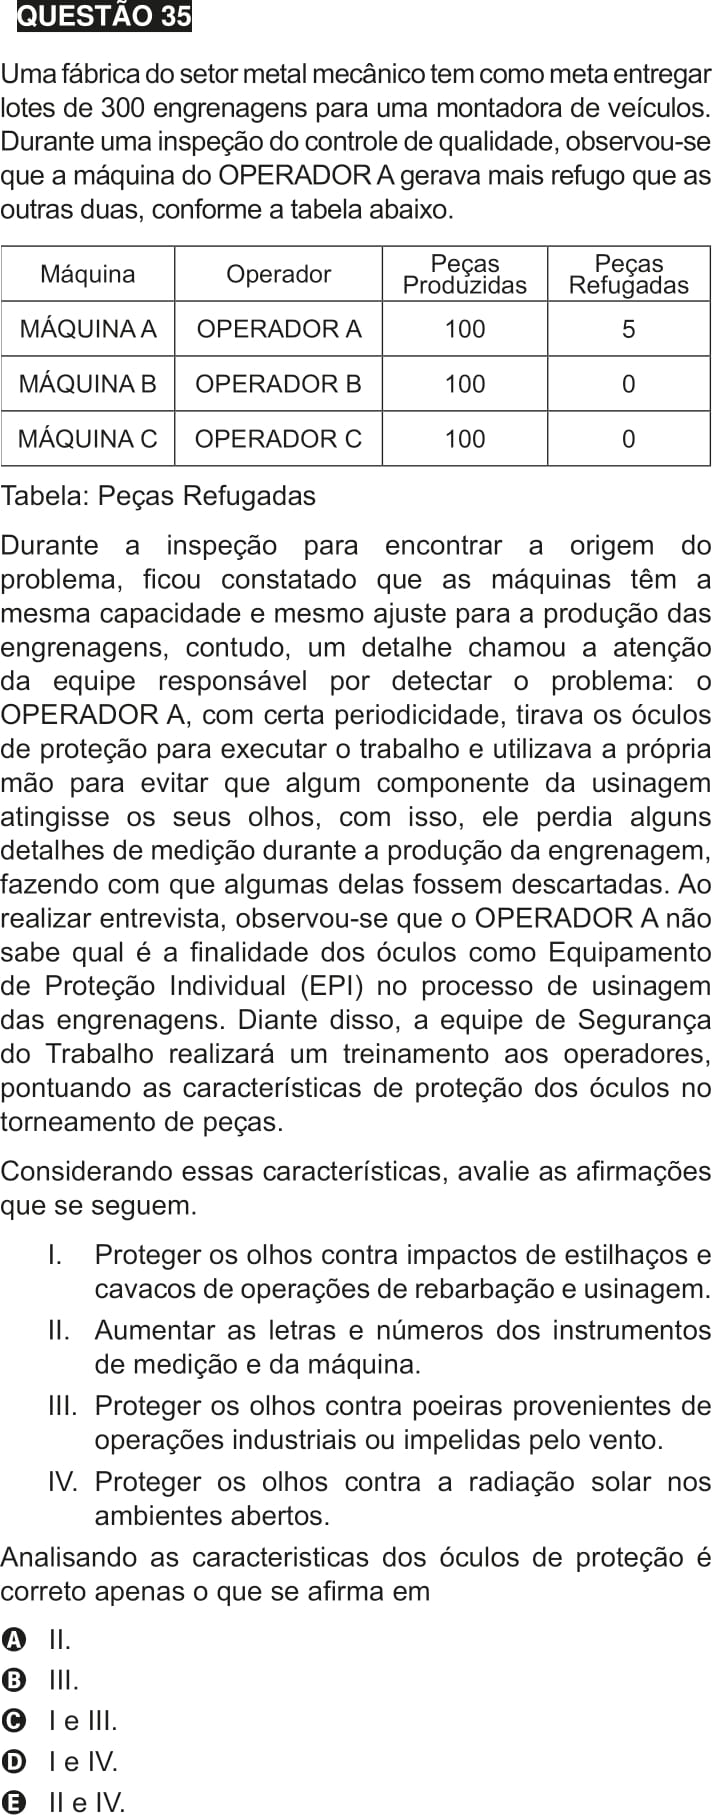 QUESTÃO 35
Uma fábrica do setor metal mecânico tem como meta entregar
lotes de 300 engrenagens para uma montadora de veículos.
Durante uma inspeção do controle de qualidade, observou-se
que a máquina do OPERADOR A gerava mais refugo que as
outras duas, conforme a tabela abaixo.
Máquina Operador Peças Produzidas Peças Refugadas
MÁQUINA A OPERADOR A 100 5
MÁQUINA B OPERADOR B 100 0
MÁQUINA C OPERADOR C 100 0
Tabela: Peças Refugadas
Durante a inspeção para encontrar a origem do
problema, ficou constatado que as máquinas têm a
mesma capacidade e mesmo ajuste para a produção das
engrenagens, contudo, um detalhe chamou a atenção
da equipe responsável por detectar o problema: o
OPERADOR A, com certa periodicidade, tirava os óculos
de proteção para executar o trabalho e utilizava a própria
mão para evitar que algum componente da usinagem
atingisse os seus olhos, com isso, ele perdia alguns
detalhes de medição durante a produção da engrenagem,
fazendo com que algumas delas fossem descartadas. Ao
realizar entrevista, observou-se que o OPERADOR A não
sabe qual é a finalidade dos óculos como Equipamento
de Proteção Individual (EPI) no processo de usinagem
das engrenagens. Diante disso, a equipe de Segurança
do Trabalho realizará um treinamento aos operadores,
pontuando as características de proteção dos óculos no
torneamento de peças.
Considerando essas características, avalie as afirmações
que se seguem.
I. Proteger os olhos contra impactos de estilhaços e
cavacos de operações de rebarbação e usinagem.
II. Aumentar as letras e números dos instrumentos
de medição e da máquina.
III. Proteger os olhos contra poeiras provenientes de
operações industriais ou impelidas pelo vento.
IV. Proteger os olhos contra a radiação solar nos
ambientes abertos.
Analisando as caracteristicas dos óculos de proteção é
correto apenas o que se afirma em
A II.
B III.
C I e III.
D I e IV.
E II e IV.